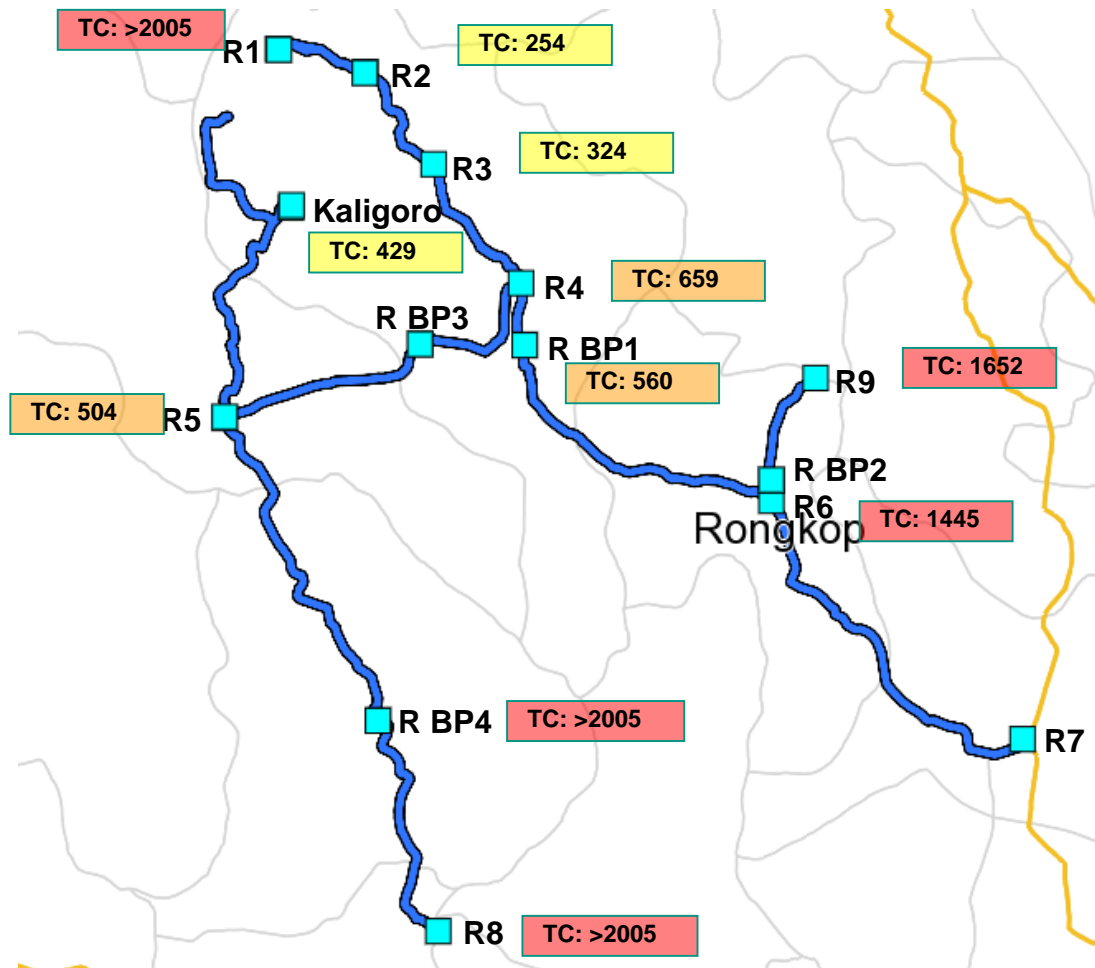 TC: >2005
R1
TC: 254
R2
TC: 324
R3
Kaligoro
TC: 429
TC: 659
R4
R BP3
R BP1
TC: 560
TC: 1652
R9
TC: 504
R5
R BP2
R6
Rongkop
TC: 1445
R BP4
TC: >2005
R7
R8
TC: >2005